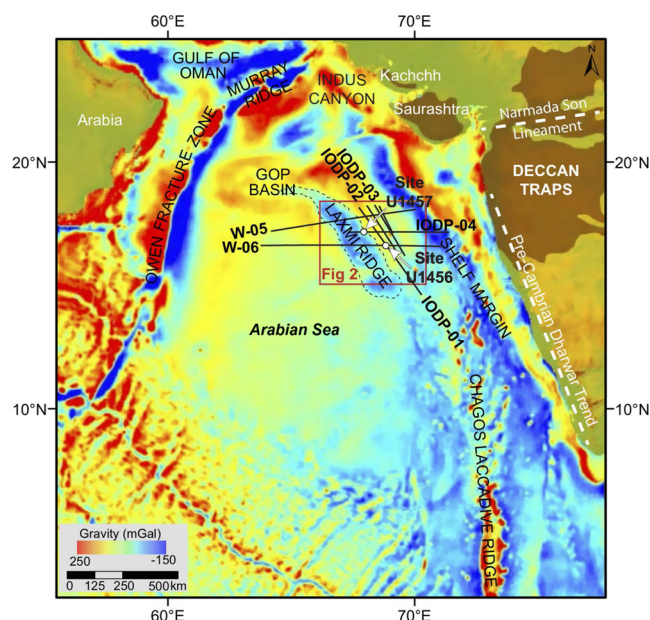 60°E
70°E
GULF OF
OMAN
MURRAY
RIDGE
INDUS
CANYON
Kachchh
N
Arabia
Saurashtra
Narmada Son
Lineament
20°N
20°N
OWEN FRACTURE ZONE
GOP
BASIN
IODP-03
IODP-02
Site
U1457
DECCAN
TRAPS
W-05
W-06
IODP-04
LAXMI RIDGE
Site
U1456
Fig 2
SHELF MARGIN
Pre-Cambrian Dharwar Trend
Arabian Sea
IODP-01
10°N
10°N
CHAGOS LACCADIVE RIDGE
Gravity (mGal)
250
-150
0 125 250 500km
60°E
70°E